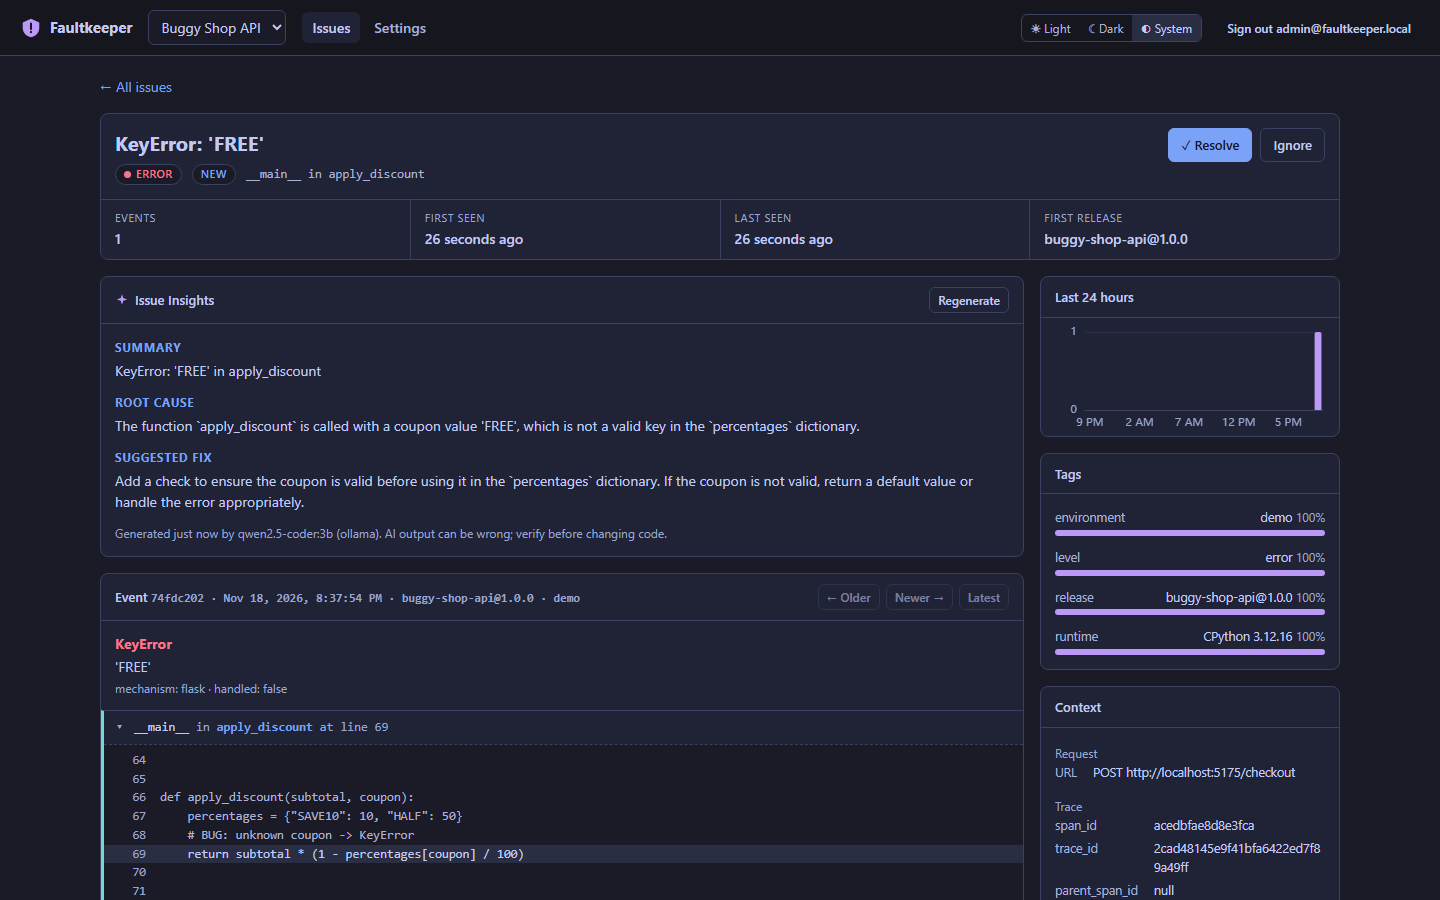 Faultkeeper
Buggy Shop API
Issues
Settings
Light
Dark
System
Sign out admin@faultkeeper.local
← All issues
KeyError: 'FREE'
✓ Resolve
Ignore
ERROR
NEW
__main__ in apply_discount
EVENTS
1
FIRST SEEN
26 seconds ago
LAST SEEN
26 seconds ago
FIRST RELEASE
buggy-shop-api@1.0.0
Issue Insights
Regenerate
SUMMARY
KeyError: 'FREE' in apply_discount
ROOT CAUSE
The function `apply_discount` is called with a coupon value 'FREE', which is not a valid key in the `percentages` dictionary.
SUGGESTED FIX
Add a check to ensure the coupon is valid before using it in the `percentages` dictionary. If the coupon is not valid, return a default value or
handle the error appropriately.
Generated just now by qwen2.5-coder:3b (ollama). AI output can be wrong; verify before changing code.
Event 74fdc202 · Nov 18, 2026, 8:37:54 PM · buggy-shop-api@1.0.0 · demo
← Older
Newer →
Latest
KeyError
'FREE'
mechanism: flask · handled: false
__main__ in apply_discount at line 69
64
65
66 def apply_discount(subtotal, coupon):
67     percentages = {"SAVE10": 10, "HALF": 50}
68     # BUG: unknown coupon -> KeyError
69     return subtotal * (1 - percentages[coupon] / 100)
70
71
Last 24 hours
1
0
9 PM 2 AM 7 AM 12 PM 5 PM
Tags
environment demo 100%
level error 100%
release buggy-shop-api@1.0.0 100%
runtime CPython 3.12.16 100%
Context
Request
URL POST http://localhost:5175/checkout
Trace
span_id acedbfae8d8e3fca
trace_id 2cad48145e9f41bfa6422ed7f8
9a49ff
parent_span_id null